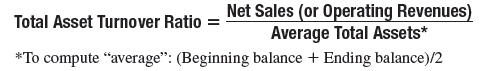 Total Asset Turnover Ratio = Net Sales (or Operating Revenues)
Average Total Assets*
*To compute “average”: (Beginning balance + Ending balance)/2